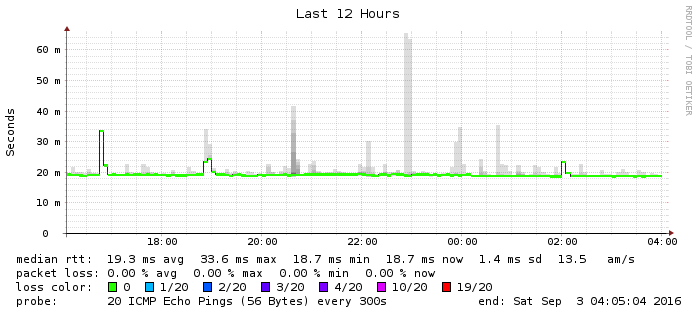 Last 12 Hours
RRDTOOL / TOBI OETIKER
Seconds
60 m
50 m
40 m
30 m
20 m
10 m
0
18:00 20:00 22:00 00:00 02:00 04:00
median rtt: 19.3 ms avg 33.6 ms max 18.7 ms min 18.7 ms now 1.4 ms sd 13.5 am/s
packet loss: 0.00 % avg 0.00 % max 0.00 % min 0.00 % now
loss color: 0 1/20 2/20 3/20 4/20 10/20 19/20
probe: 20 ICMP Echo Pings (56 Bytes) every 300s end: Sat Sep 3 04:05:04 2016